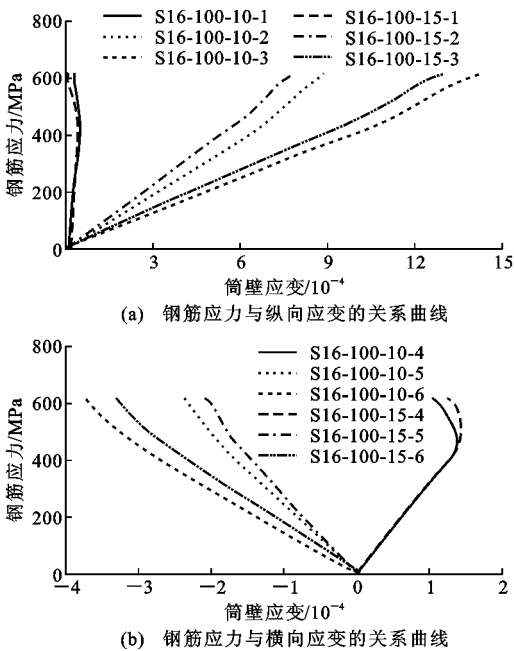 S16-100-10-1 S16-100-15-1
S16-100-10-2 S16-100-15-2
S16-100-10-3 S16-100-15-3
800
600
400
200
0
钢筋应力/MPa
3 6 9 12 15
筒壁应变/10⁻⁴
(a) 钢筋应力与纵向应变的关系曲线
S16-100-10-4
S16-100-10-5
S16-100-10-6
S16-100-15-4
S16-100-15-5
S16-100-15-6
800
600
400
200
0
钢筋应力/MPa
−4 −3 −2 −1 0 1 2
筒壁应变/10⁻⁴
(b) 钢筋应力与横向应变的关系曲线